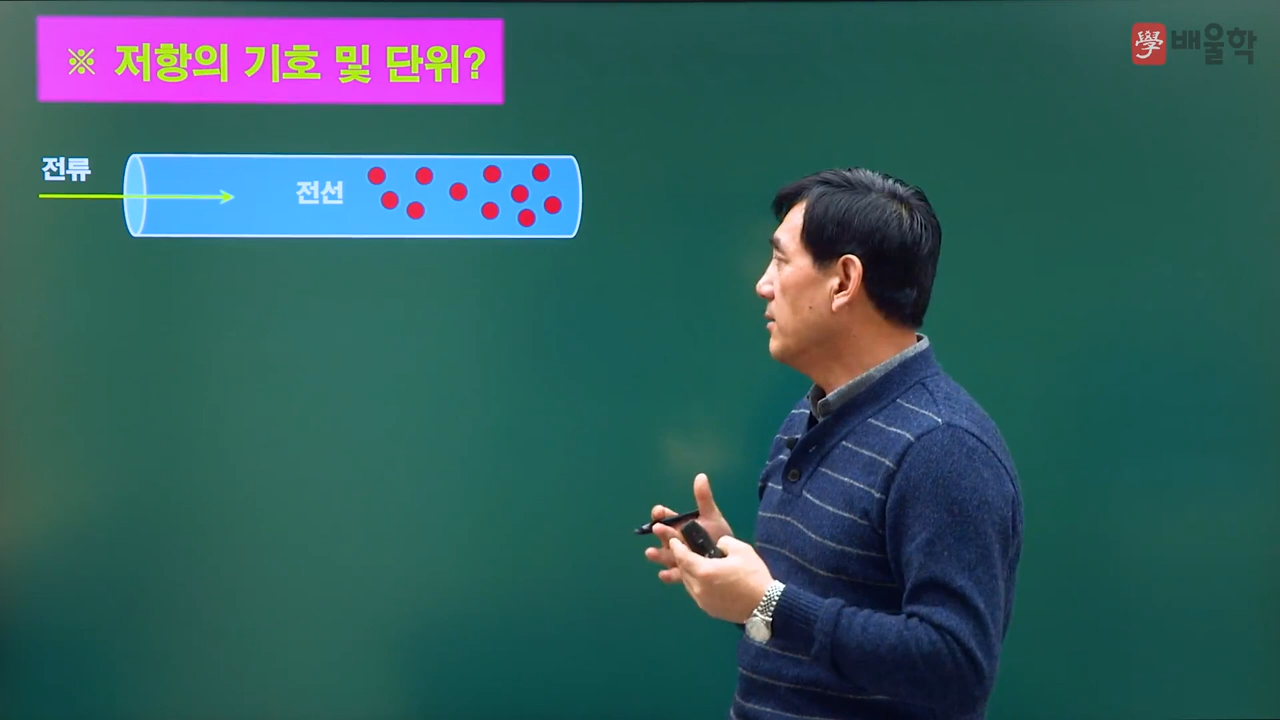 ※ 저항의 기호 및 단위?
學 배울학
전류
전선